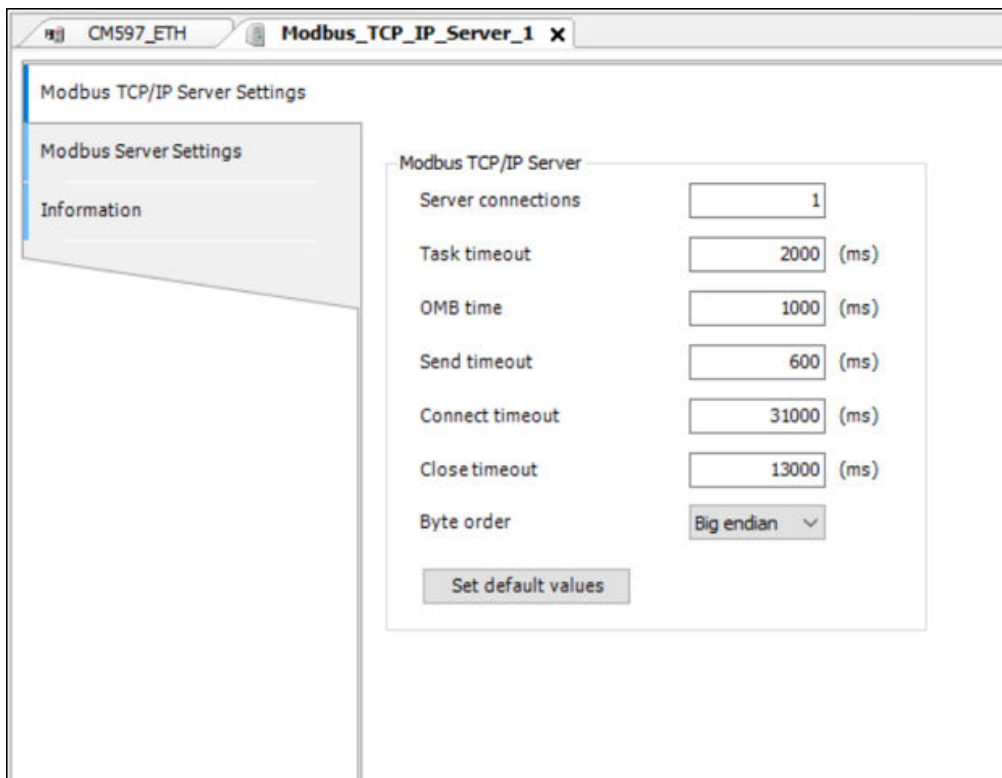 CM597_ETH Modbus_TCP_IP_Server_1 x
Modbus TCP/IP Server Settings
Modbus Server Settings
Information
Modbus TCP/IP Server
Server connections 1
Task timeout 2000 (ms)
OMB time 1000 (ms)
Send timeout 600 (ms)
Connect timeout 31000 (ms)
Close timeout 13000 (ms)
Byte order Big endian
Set default values